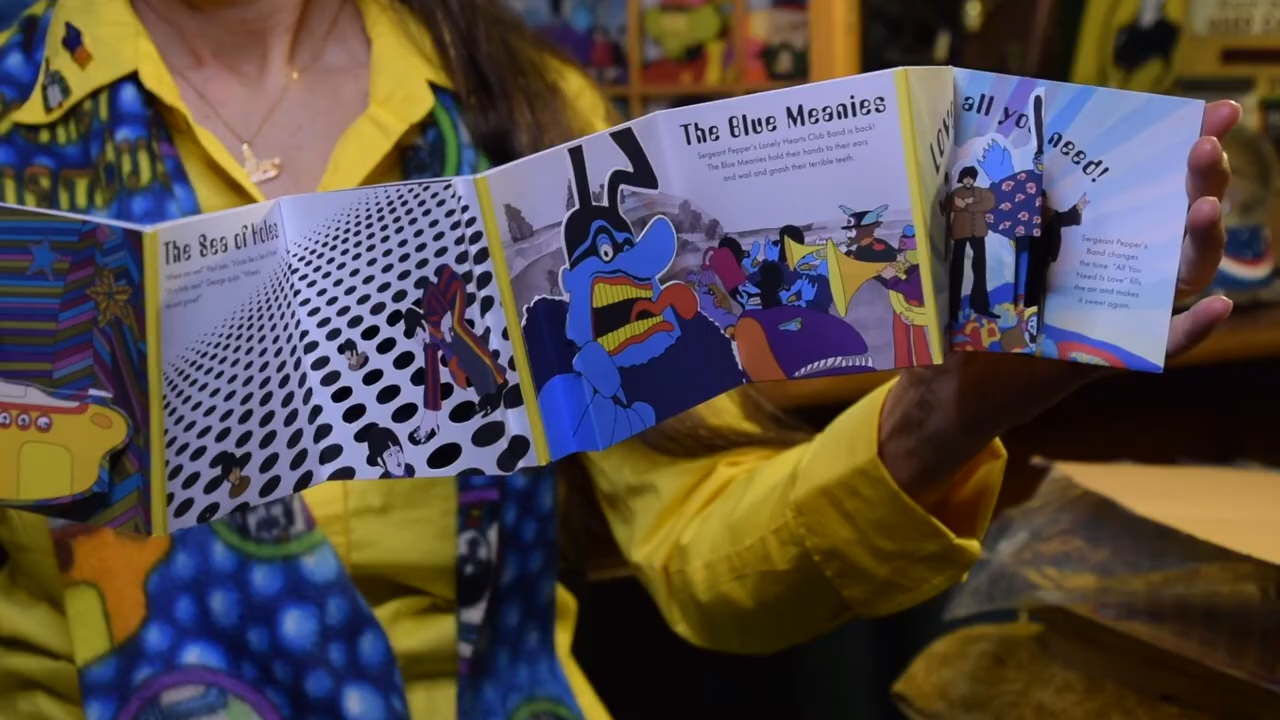 The Sea of Holes
The Blue Meanies
Sergeant Pepper's Lonely Hearts Club Band is back!
The Blue Meanies hold their hands to their ears
and wail and gnash their terrible teeth.
all you
need!
Sergeant Pepper's
Band changes
the tune. "All You
Need Is Love" fills
the air and makes
it sweet again.